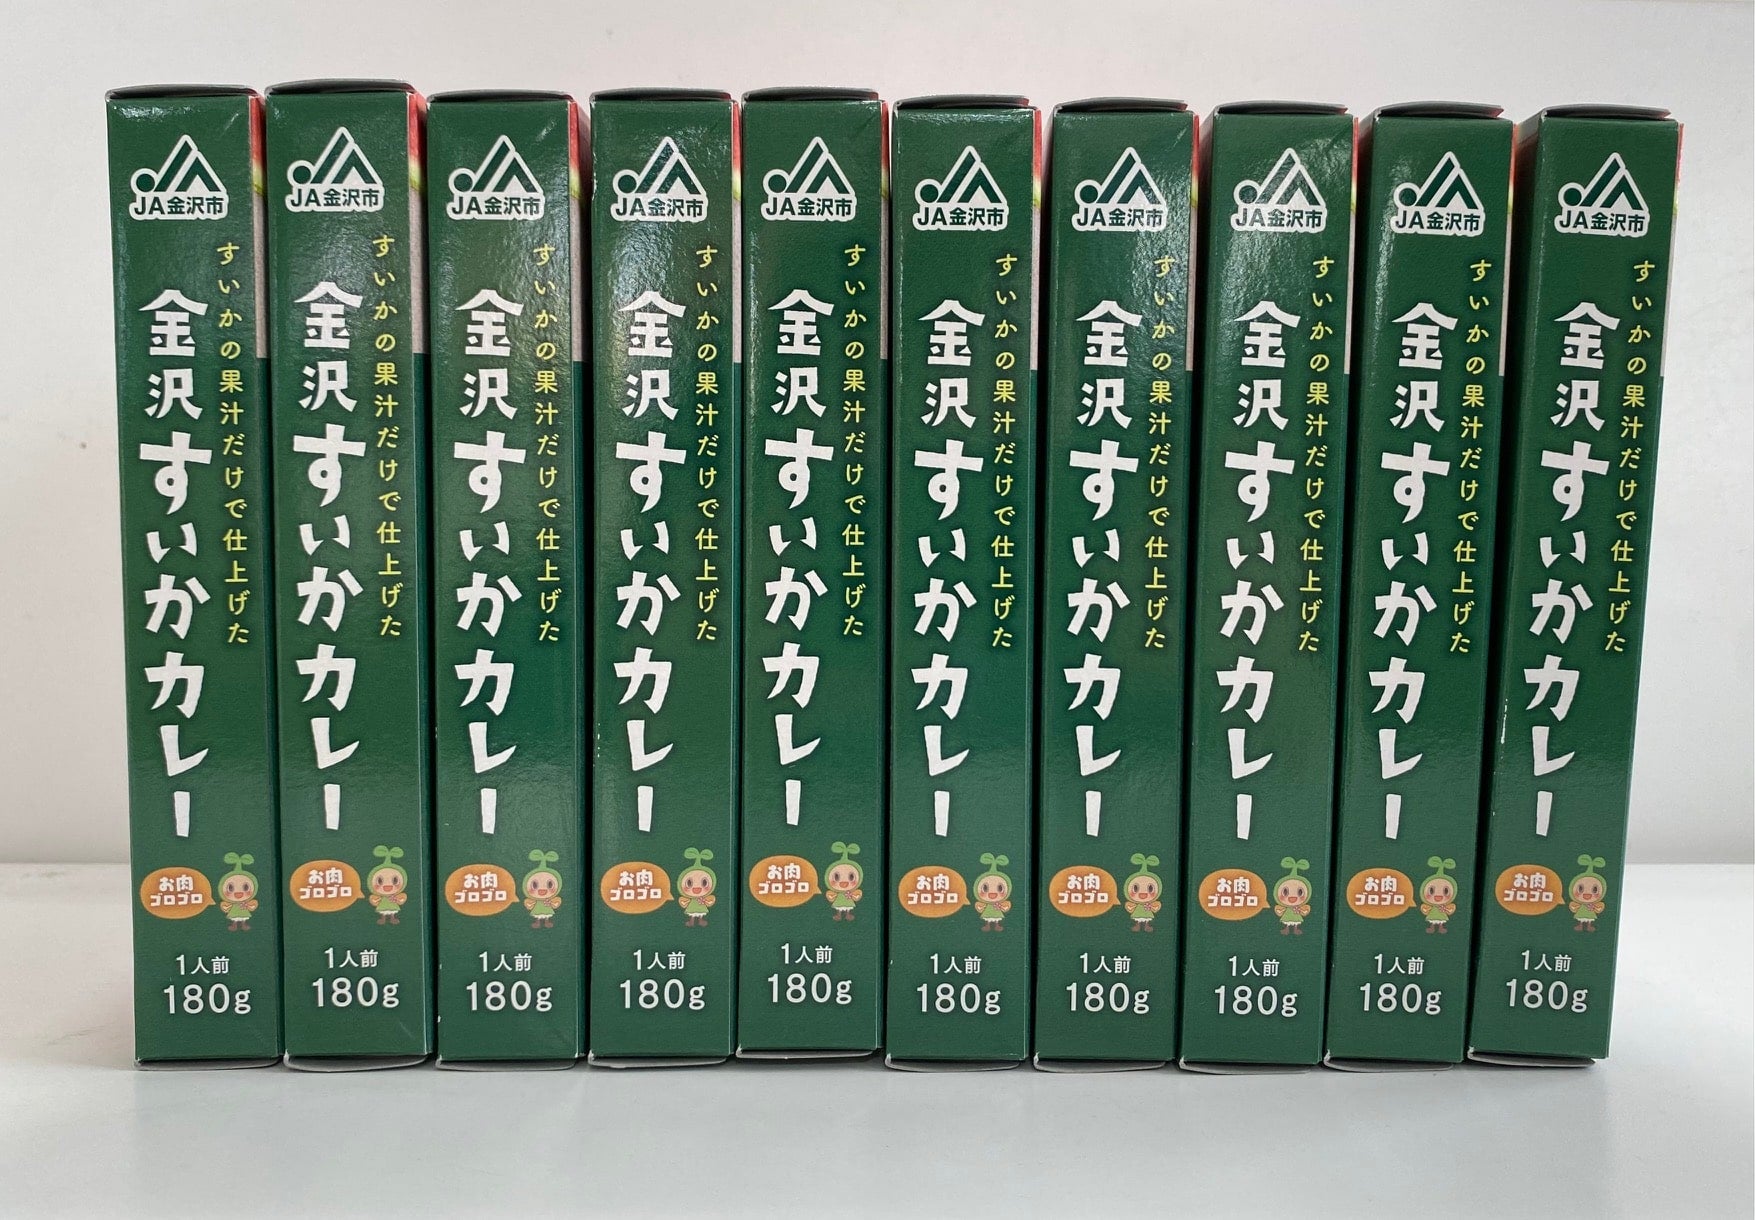 JA金沢市
すいかの果汁だけで仕上げた
金沢すいかカレー
お肉
ゴロゴロ
1人前
180g
JA金沢市
すいかの果汁だけで仕上げた
金沢すいかカレー
お肉
ゴロゴロ
1人前
180g
JA金沢市
すいかの果汁だけで仕上げた
金沢すいかカレー
お肉
ゴロゴロ
1人前
180g
JA金沢市
すいかの果汁だけで仕上げた
金沢すいかカレー
お肉
ゴロゴロ
1人前
180g
JA金沢市
すいかの果汁だけで仕上げた
金沢すいかカレー
お肉
ゴロゴロ
1人前
180g
JA金沢市
すいかの果汁だけで仕上げた
金沢すいかカレー
お肉
ゴロゴロ
1人前
180g
JA金沢市
すいかの果汁だけで仕上げた
金沢すいかカレー
お肉
ゴロゴロ
1人前
180g
JA金沢市
すいかの果汁だけで仕上げた
金沢すいかカレー
お肉
ゴロゴロ
1人前
180g
JA金沢市
すいかの果汁だけで仕上げた
金沢すいかカレー
お肉
ゴロゴロ
1人前
180g
JA金沢市
すいかの果汁だけで仕上げた
金沢すいかカレー
お肉
ゴロゴロ
1人前
180g